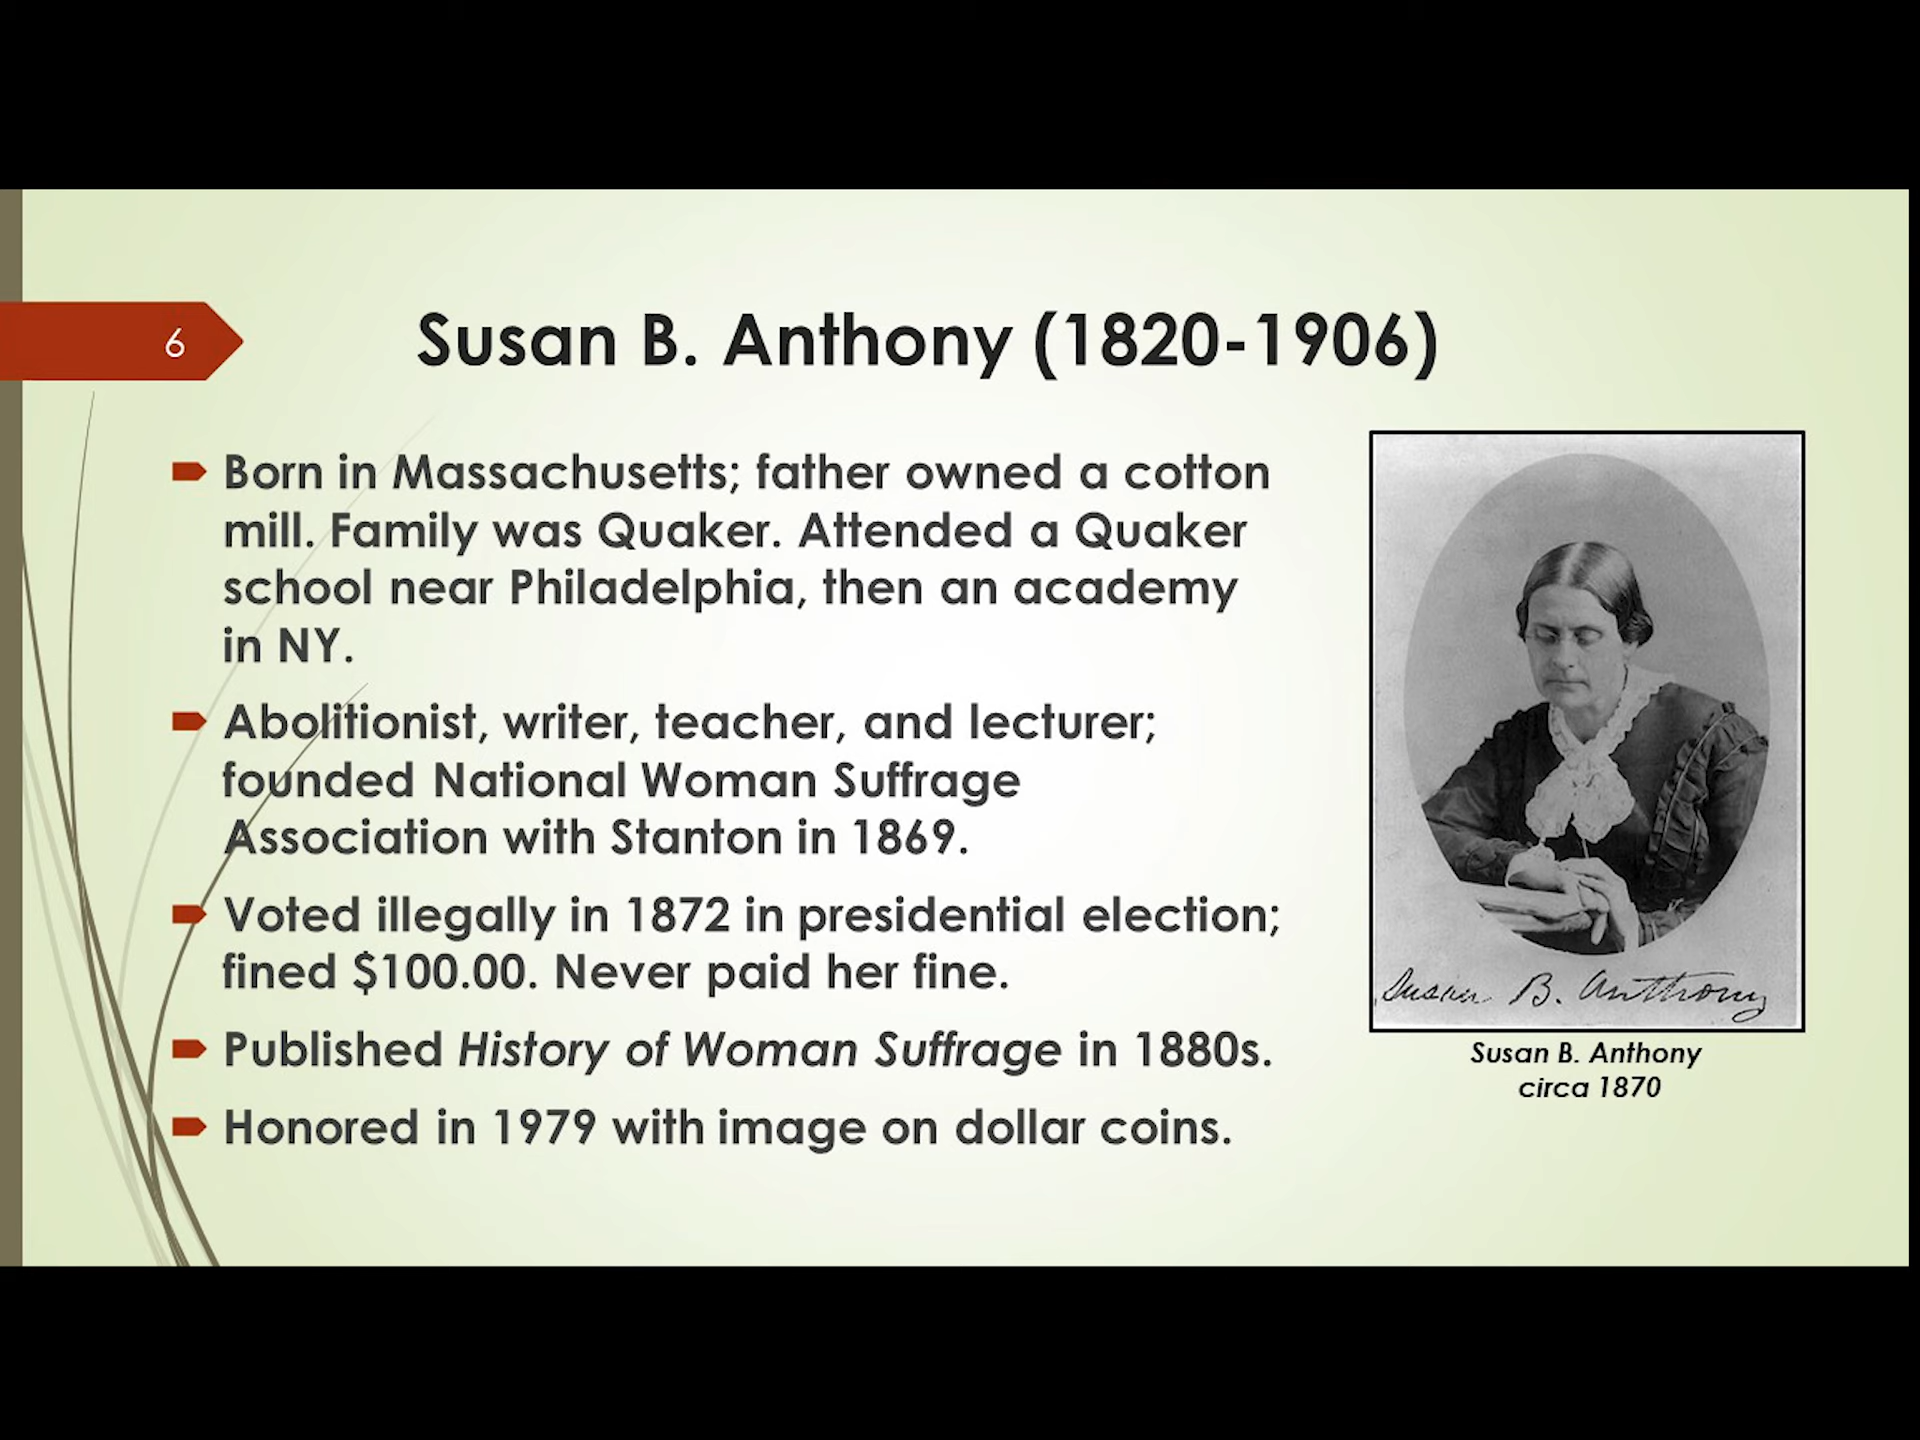 6
Susan B. Anthony (1820-1906)
Born in Massachusetts; father owned a cotton
mill. Family was Quaker. Attended a Quaker
school near Philadelphia, then an academy
in NY.
Abolitionist, writer, teacher, and lecturer;
founded National Woman Suffrage
Association with Stanton in 1869.
Voted illegally in 1872 in presidential election;
fined $100.00. Never paid her fine.
Published History of Woman Suffrage in 1880s.
Honored in 1979 with image on dollar coins.
Susan B. Anthony
Susan B. Anthony
circa 1870